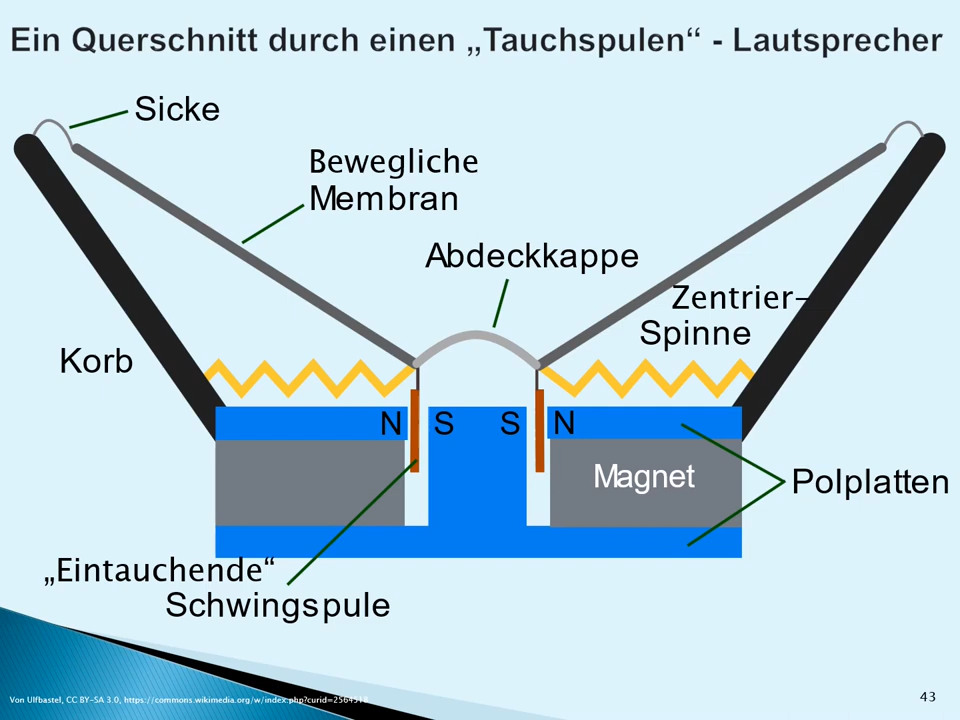 Ein Querschnitt durch einen „Tauchspulen“ - Lautsprecher
Sicke
Bewegliche
Membran
Abdeckkappe
Zentrier-
Spinne
Korb
N S S N
Magnet
Polplatten
„Eintauchende“
Schwingspule
Von Ulfbastel, CC BY-SA 3.0, https://commons.wikimedia.org/w/index.php?curid=2564518
43